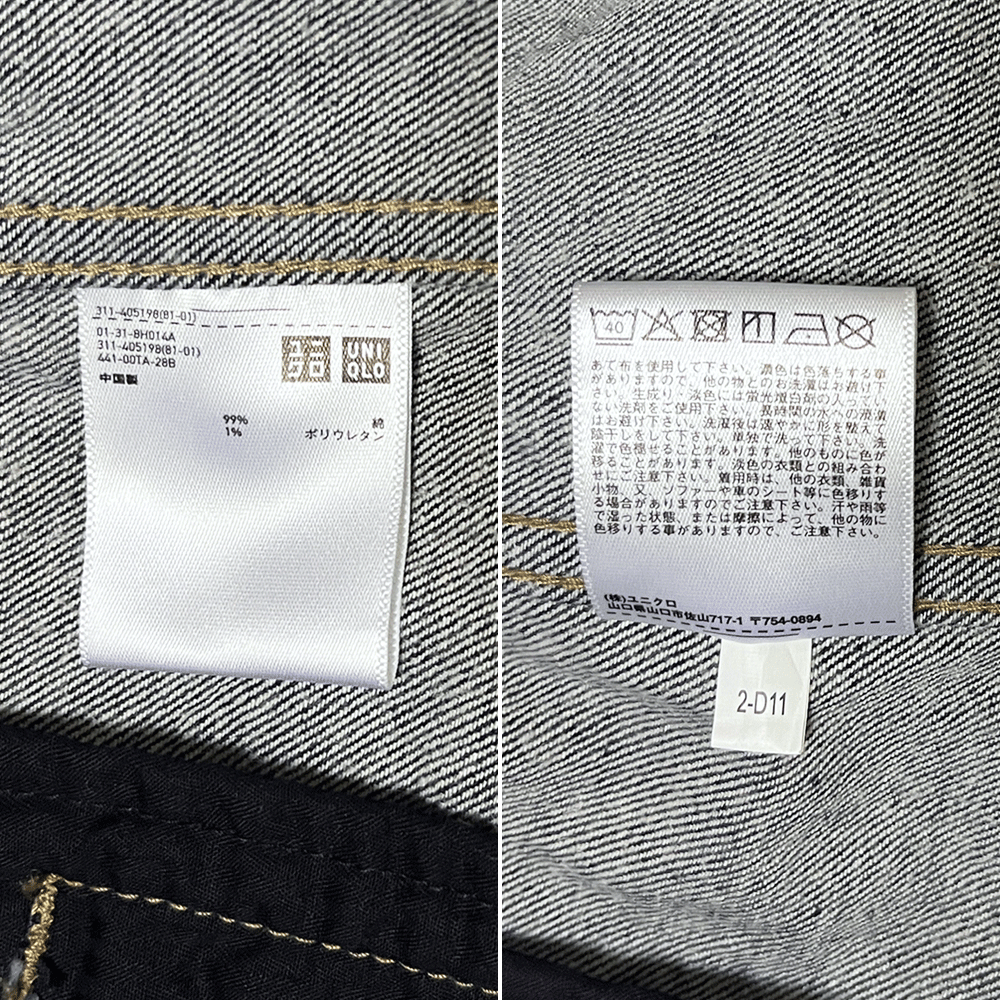 311-405198(81-01)
01-31-8H014A
311-405198(81-01)
441-00TA-28B
中国製
ユニ
クロ
UNI
QLO
99% 綿
1% ポリウレタン
40
あて布を使用して下さい。濃色は色落ちする事
がありますので、他の物とのお洗濯はお避け下
さい。生成り・淡色には蛍光増白剤の入ってい
ない洗剤をご使用下さい。長時間の水への浸漬
はお避け下さい。洗濯後は速やかに形を整えて
陰干しをして下さい。単独で洗って下さい。洗
濯で色褪せることがあります。他のものに色が
移ることがあります。淡色の衣類との組み合わ
せにご注意下さい。着用時は、他の衣類、雑貨
小物、又、ソファーや車のシート等に色移りす
る場合がありますのでご注意下さい。汗や雨等
で湿った状態、または摩擦によって、他の物に
色移りする事がありますので、ご注意下さい。
(株)ユニクロ
山口県山口市佐山717-1 〒754-0894
2-D11